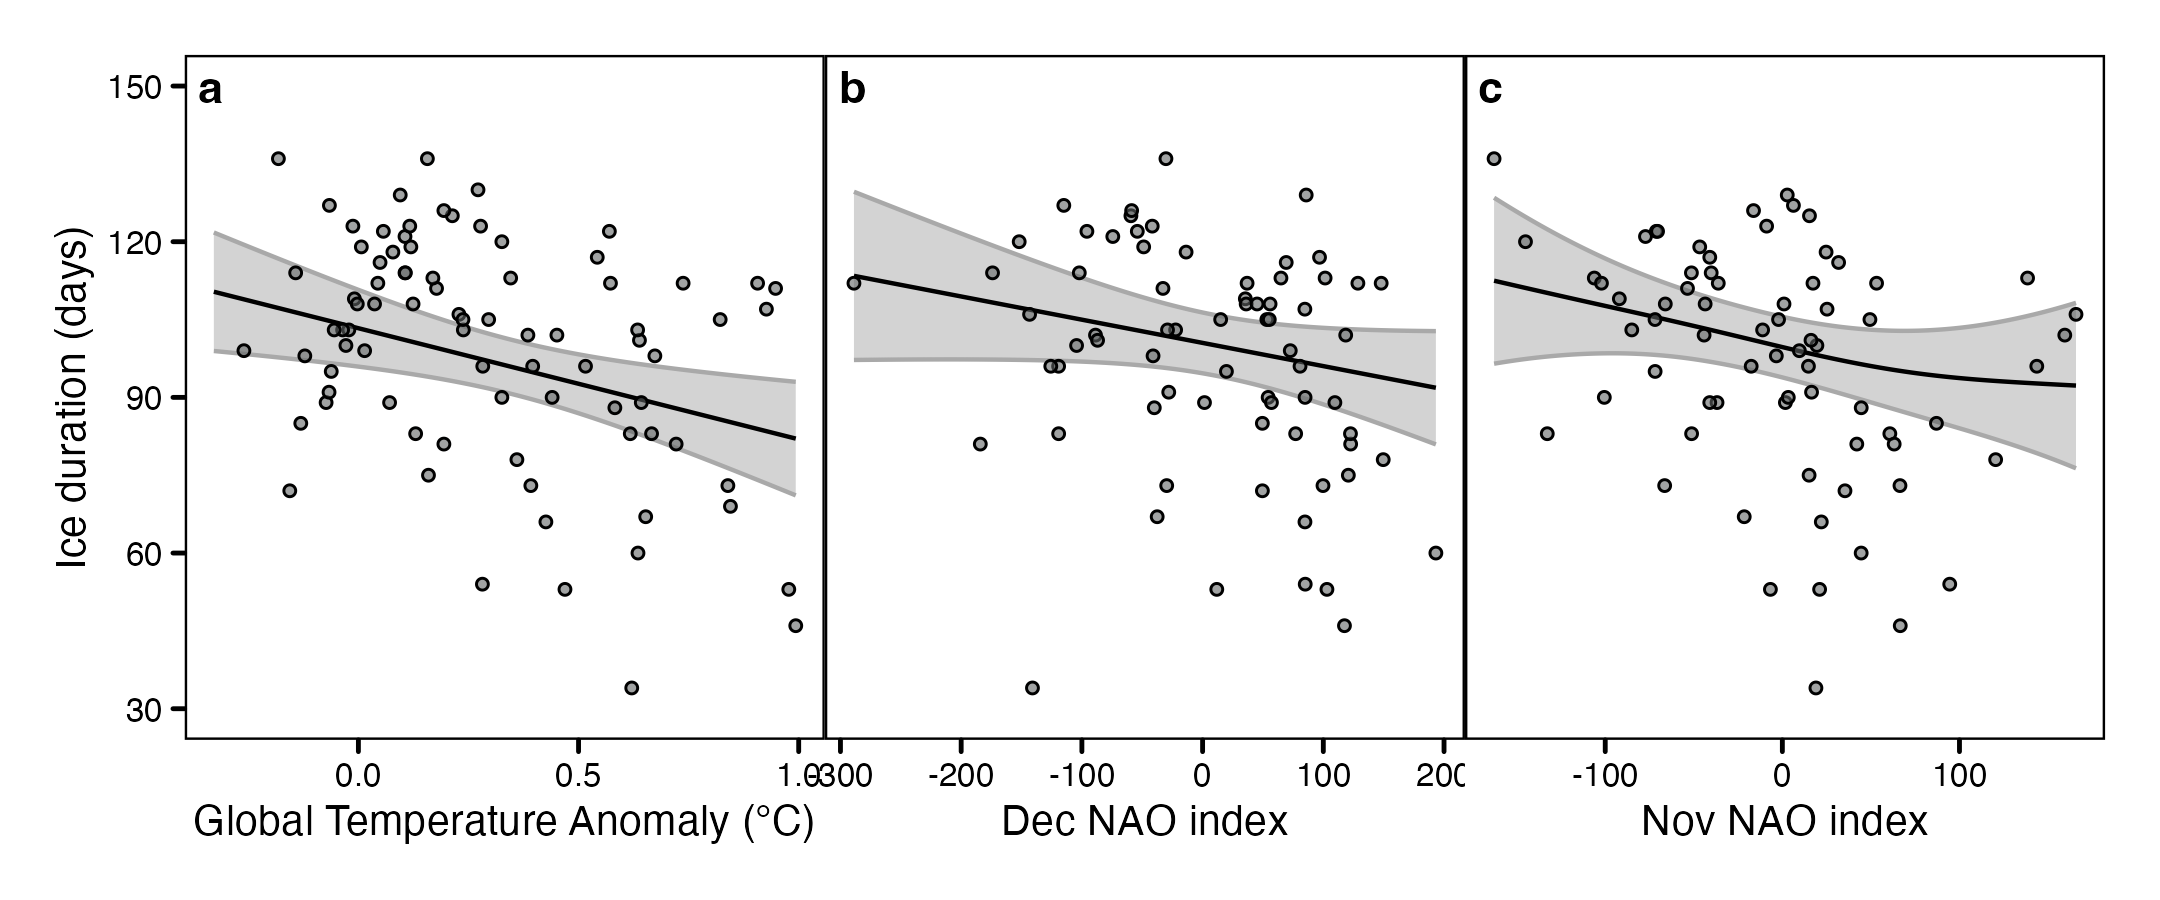 a
b
c
150
120
90
60
30
Ice duration (days)
0.0 0.5 1.0
-300 -200 -100 0 100 200
-100 0 100
Global Temperature Anomaly (°C)
Dec NAO index
Nov NAO index